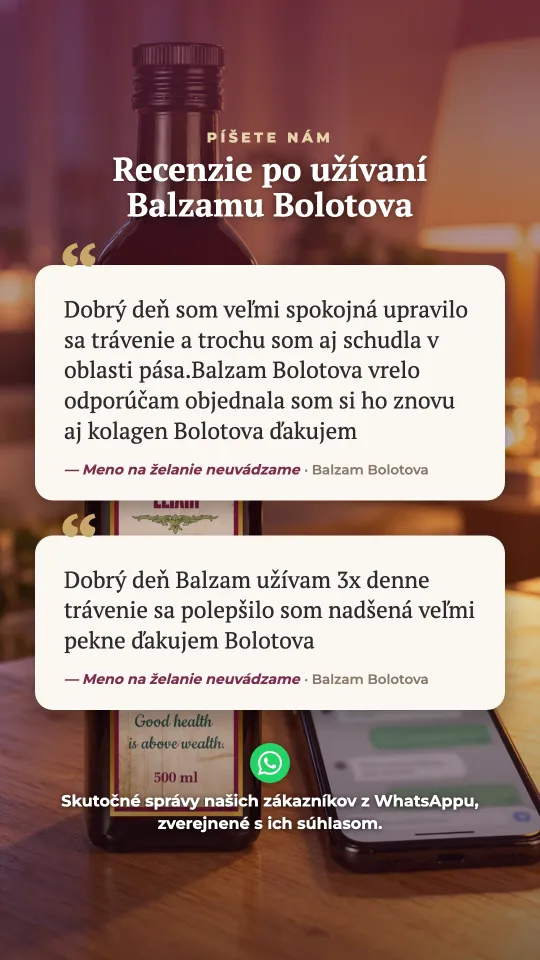 PÍŠETE NÁM
Recenzie po užívaní
Balzamu Bolotova
Dobrý deň som veľmi spokojná upravilo
sa trávenie a trochu som aj schudla v
oblasti pása.Balzam Bolotova vrelo
odporúčam objednala som si ho znovu
aj kolagen Bolotova ďakujem
— Meno na želanie neuvádzame · Balzam Bolotova
Dobrý deň Balzam užívam 3x denne
trávenie sa polepšilo som nadšená veľmi
pekne ďakujem Bolotova
— Meno na želanie neuvádzame · Balzam Bolotova
Good health
is above wealth.
500 ml
Skutočné správy našich zákazníkov z WhatsAppu,
zverejnené s ich súhlasom.